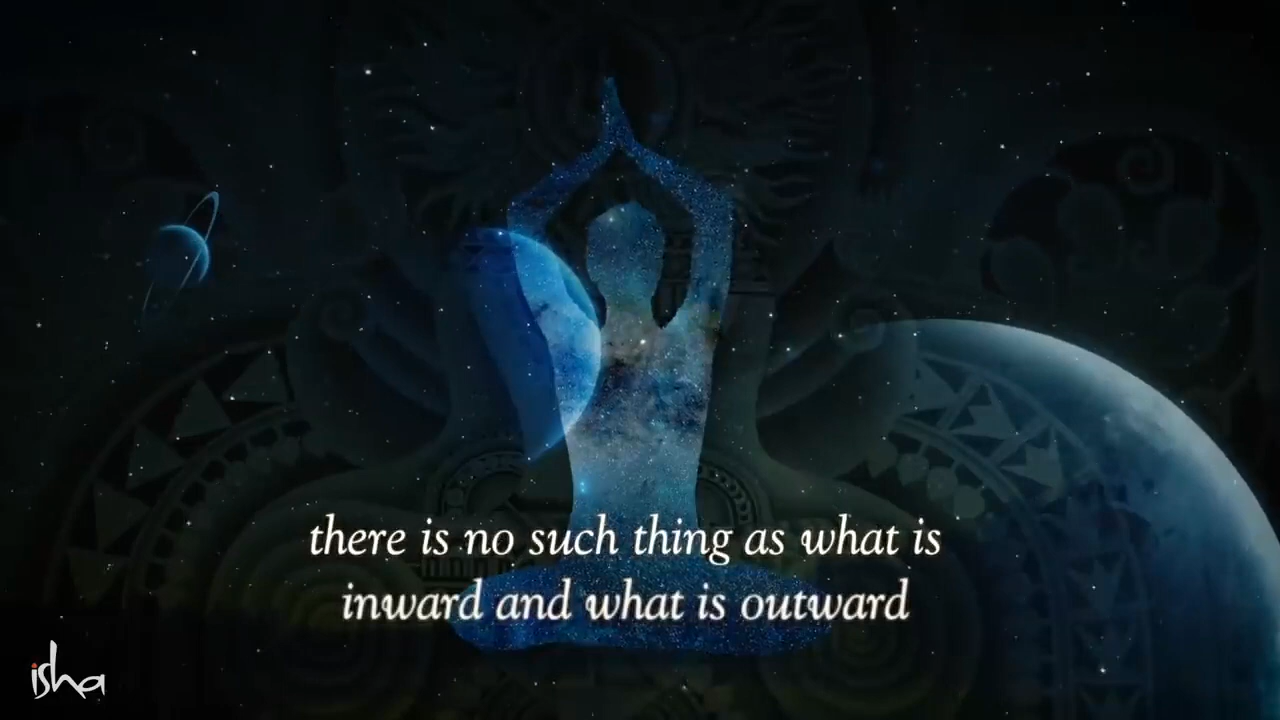 there is no such thing as what is
inward and what is outward
isha